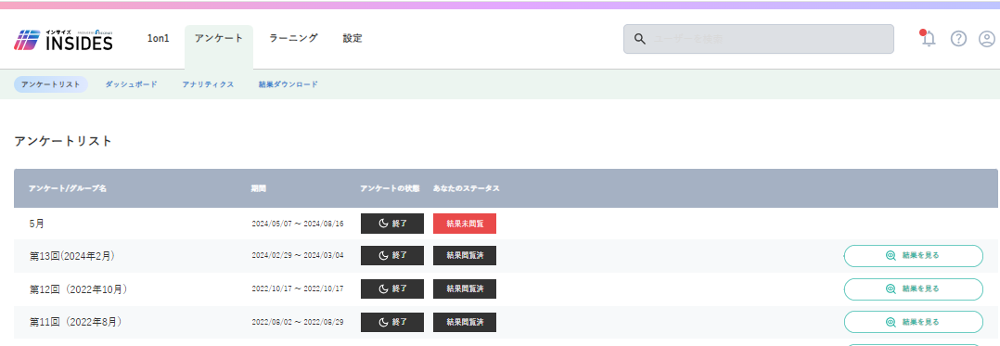 インサイズ
INSIDES
1on1 アンケート ラーニング 設定
ユーザーを検索
アンケートリスト ダッシュボード アナリティクス 結果ダウンロード
アンケートリスト
アンケート/グループ名 期間 アンケートの状態 あなたのステータス
5月 2024/05/07 ～ 2024/08/16 終了 結果未閲覧
第13回(2024年2月) 2024/02/29 ～ 2024/03/04 終了 結果閲覧済 結果を見る
第12回（2022年10月） 2022/10/17 ～ 2022/10/17 終了 結果閲覧済 結果を見る
第11回（2022年8月） 2022/08/02 ～ 2022/08/29 終了 結果閲覧済 結果を見る